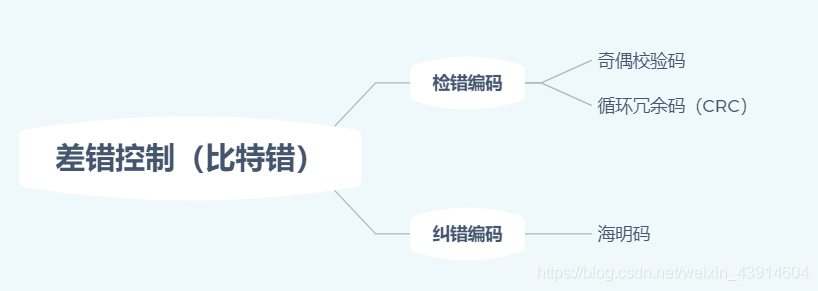 差错控制（比特错）
检错编码
奇偶校验码
循环冗余码（CRC）
纠错编码
海明码
https://blog.csdn.net/weixin_43914604